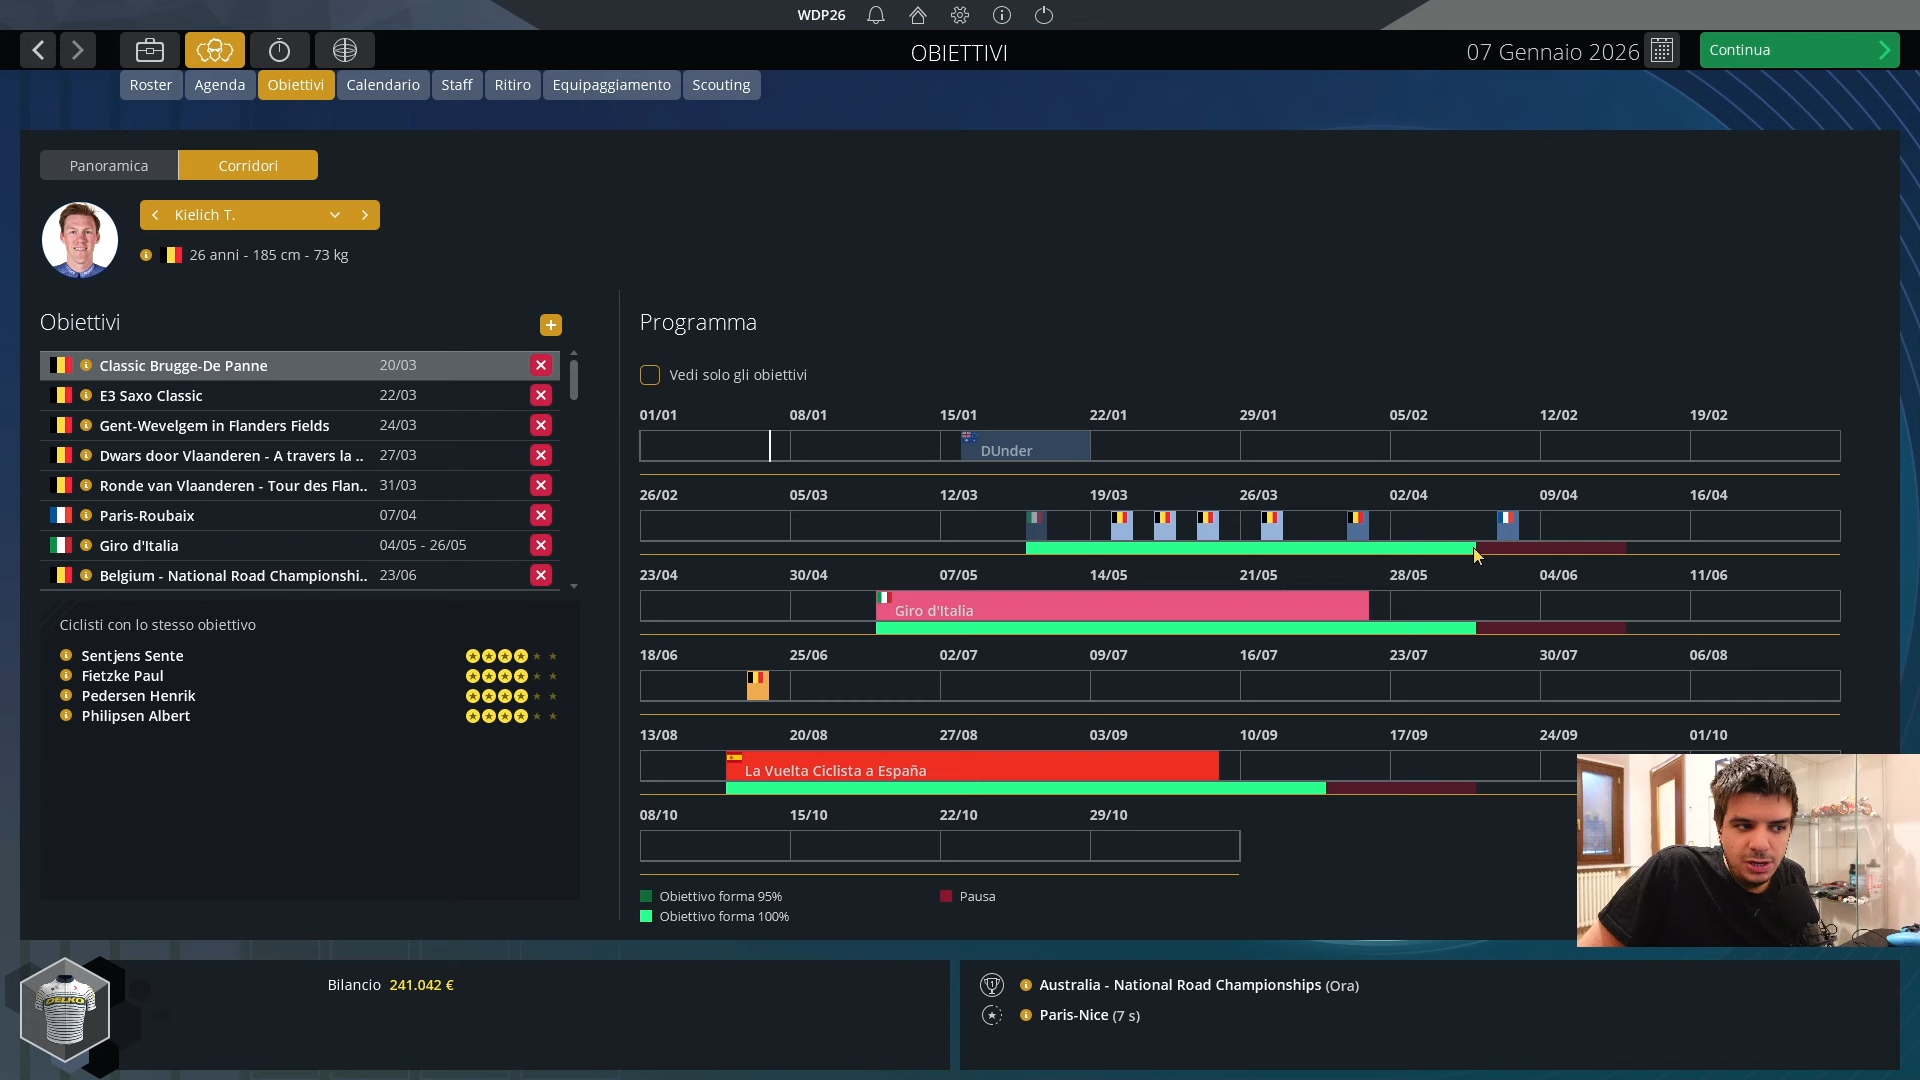 WDP26
OBIETTIVI
07 Gennaio 2026
Continua
Roster
Agenda
Obiettivi
Calendario
Staff
Ritiro
Equipaggiamento
Scouting
Panoramica
Corridori
Kielich T.
26 anni - 185 cm - 73 kg
Obiettivi
Classic Brugge-De Panne 20/03
E3 Saxo Classic 22/03
Gent-Wevelgem in Flanders Fields 24/03
Dwars door Vlaanderen - A travers la .. 27/03
Ronde van Vlaanderen - Tour des Flan.. 31/03
Paris-Roubaix 07/04
Giro d'Italia 04/05 - 26/05
Belgium - National Road Championshi.. 23/06
Ciclisti con lo stesso obiettivo
Sentjens Sente
Fietzke Paul
Pedersen Henrik
Philipsen Albert
Programma
Vedi solo gli obiettivi
01/01 08/01 15/01 22/01 29/01 05/02 12/02 19/02
DUnder
26/02 05/03 12/03 19/03 26/03 02/04 09/04 16/04
23/04 30/04 07/05 14/05 21/05 28/05 04/06 11/06
Giro d'Italia
18/06 25/06 02/07 09/07 16/07 23/07 30/07 06/08
13/08 20/08 27/08 03/09 10/09 17/09 24/09 01/10
La Vuelta Ciclista a España
08/10 15/10 22/10 29/10
Obiettivo forma 95%
Pausa
Obiettivo forma 100%
DELKO
Bilancio 241.042 €
Australia - National Road Championships (Ora)
Paris-Nice (7 s)